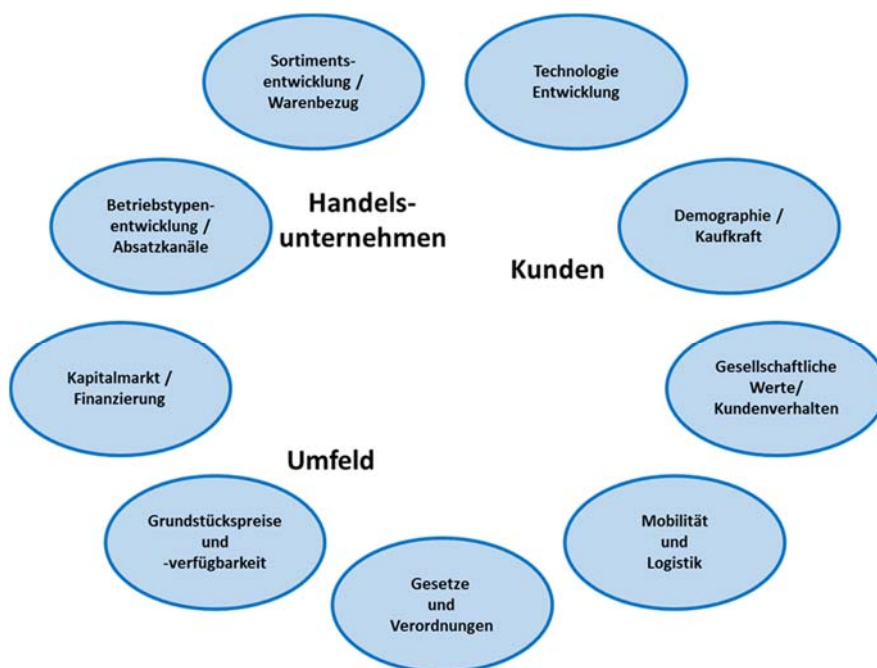 Sortiments-
entwicklung /
Warenbezug
Technologie
Entwicklung
Betriebstypen-
entwicklung /
Absatzkanäle
Handels-
unternehmen
Demographie /
Kaufkraft
Kunden
Kapitalmarkt /
Finanzierung
Gesellschaftliche
Werte/
Kundenverhalten
Umfeld
Grundstückspreise
und
-verfügbarkeit
Mobilität
und
Logistik
Gesetze
und
Verordnungen